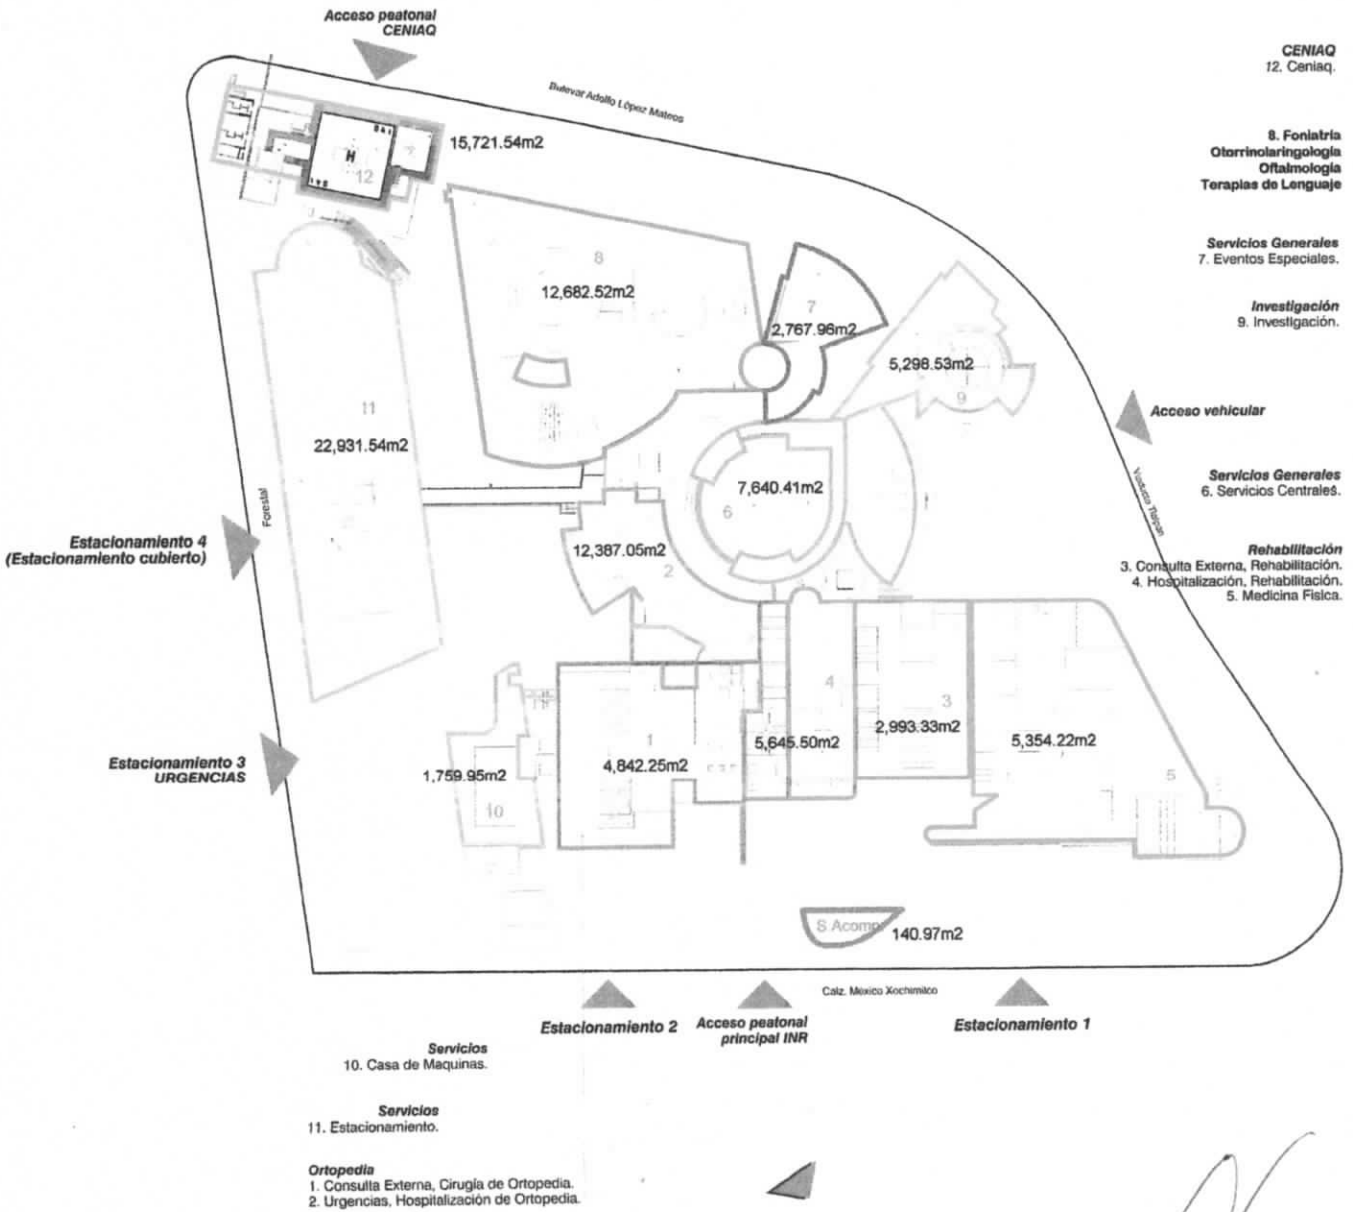 Acceso peatonal
CENIAQ
Bulevar Adolfo López Mateos
CENIAQ
12. Ceniaq.
15,721.54m2
H
12
8. Foniatría
Otorrinolaringología
Oftalmología
Terapias de Lenguaje
Servicios Generales
7. Eventos Especiales.
Investigación
9. Investigación.
8
12,682.52m2
7
2,767.96m2
5,298.53m2
9
11
22,931.54m2
Acceso vehicular
Servicios Generales
6. Servicios Centrales.
Viaducto Tlalpan
7,640.41m2
6
Forestal
Estacionamiento 4
(Estacionamiento cubierto)
12,387.05m2
2
Rehabilitación
3. Consulta Externa, Rehabilitación.
4. Hospitalización, Rehabilitación.
5. Medicina Física.
4
3
2,993.33m2
1
5,645.50m2
5,354.22m2
4,842.25m2
5
Estacionamiento 3
URGENCIAS
1,759.95m2
10
S.Acomp
140.97m2
Calz. Mexico Xochimilco
Estacionamiento 2
Acceso peatonal
principal INR
Estacionamiento 1
Servicios
10. Casa de Maquinas.
Servicios
11. Estacionamiento.
Ortopedia
1. Consulta Externa, Cirugía de Ortopedia.
2. Urgencias, Hospitalización de Ortopedia.